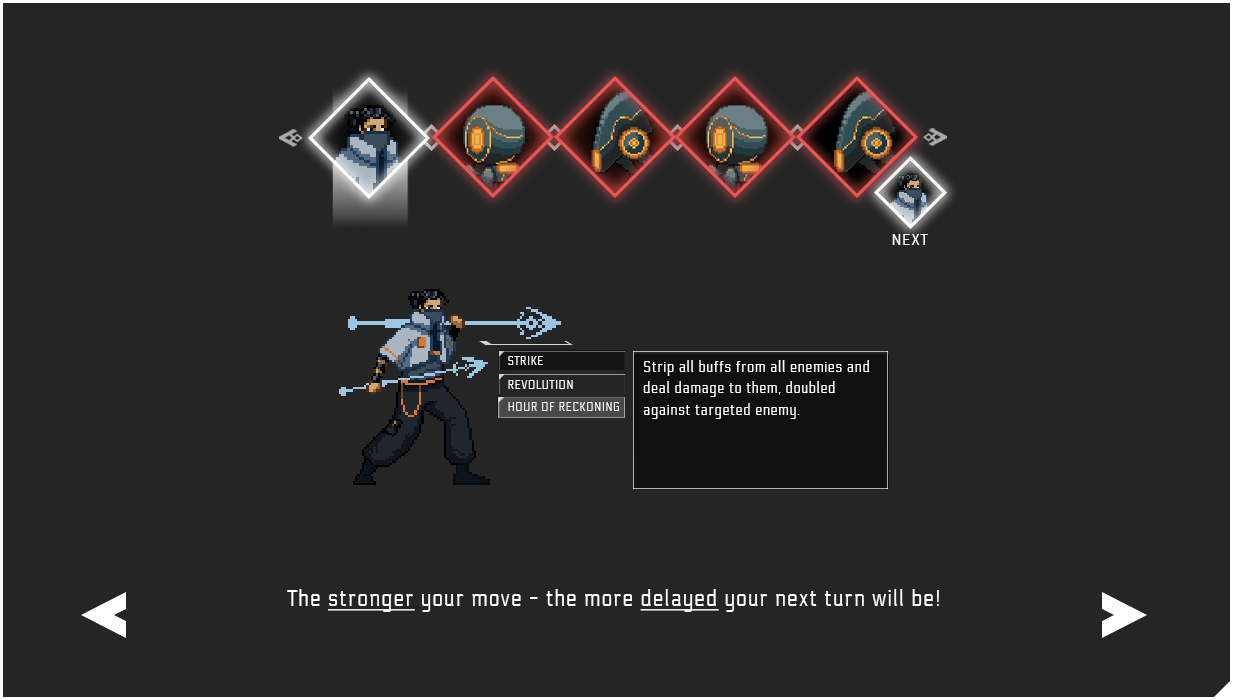 NEXT
STRIKE
REVOLUTION
HOUR OF RECKONING
Strip all buffs from all enemies and
deal damage to them, doubled
against targeted enemy.
The stronger your move - the more delayed your next turn will be!